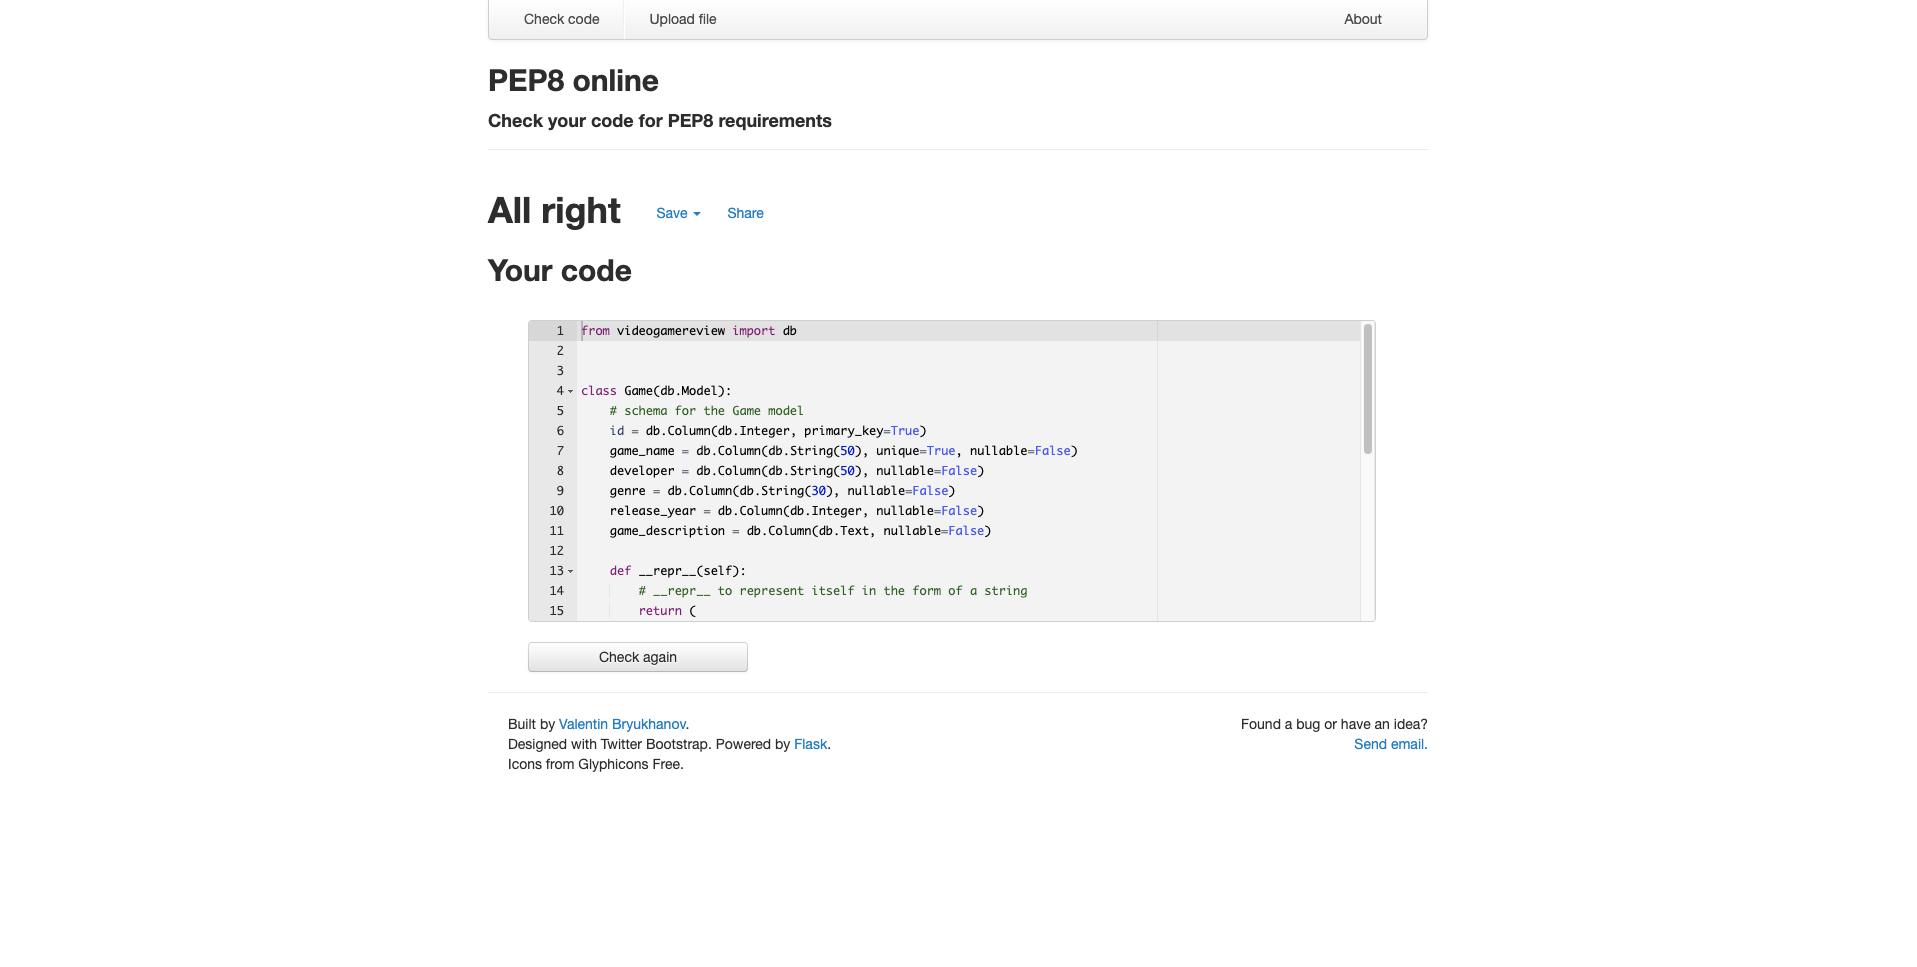 Check code Upload file About
PEP8 online
Check your code for PEP8 requirements
All right Save Share
Your code
1 from videogamereview import db
2
3
4 class Game(db.Model):
5 # schema for the Game model
6 id = db.Column(db.Integer, primary_key=True)
7 game_name = db.Column(db.String(50), unique=True, nullable=False)
8 developer = db.Column(db.String(50), nullable=False)
9 genre = db.Column(db.String(30), nullable=False)
10 release_year = db.Column(db.Integer, nullable=False)
11 game_description = db.Column(db.Text, nullable=False)
12
13 def __repr__(self):
14 # __repr__ to represent itself in the form of a string
15 return (
Check again
Built by Valentin Bryukhanov. Found a bug or have an idea?
Designed with Twitter Bootstrap. Powered by Flask. Send email.
Icons from Glyphicons Free.